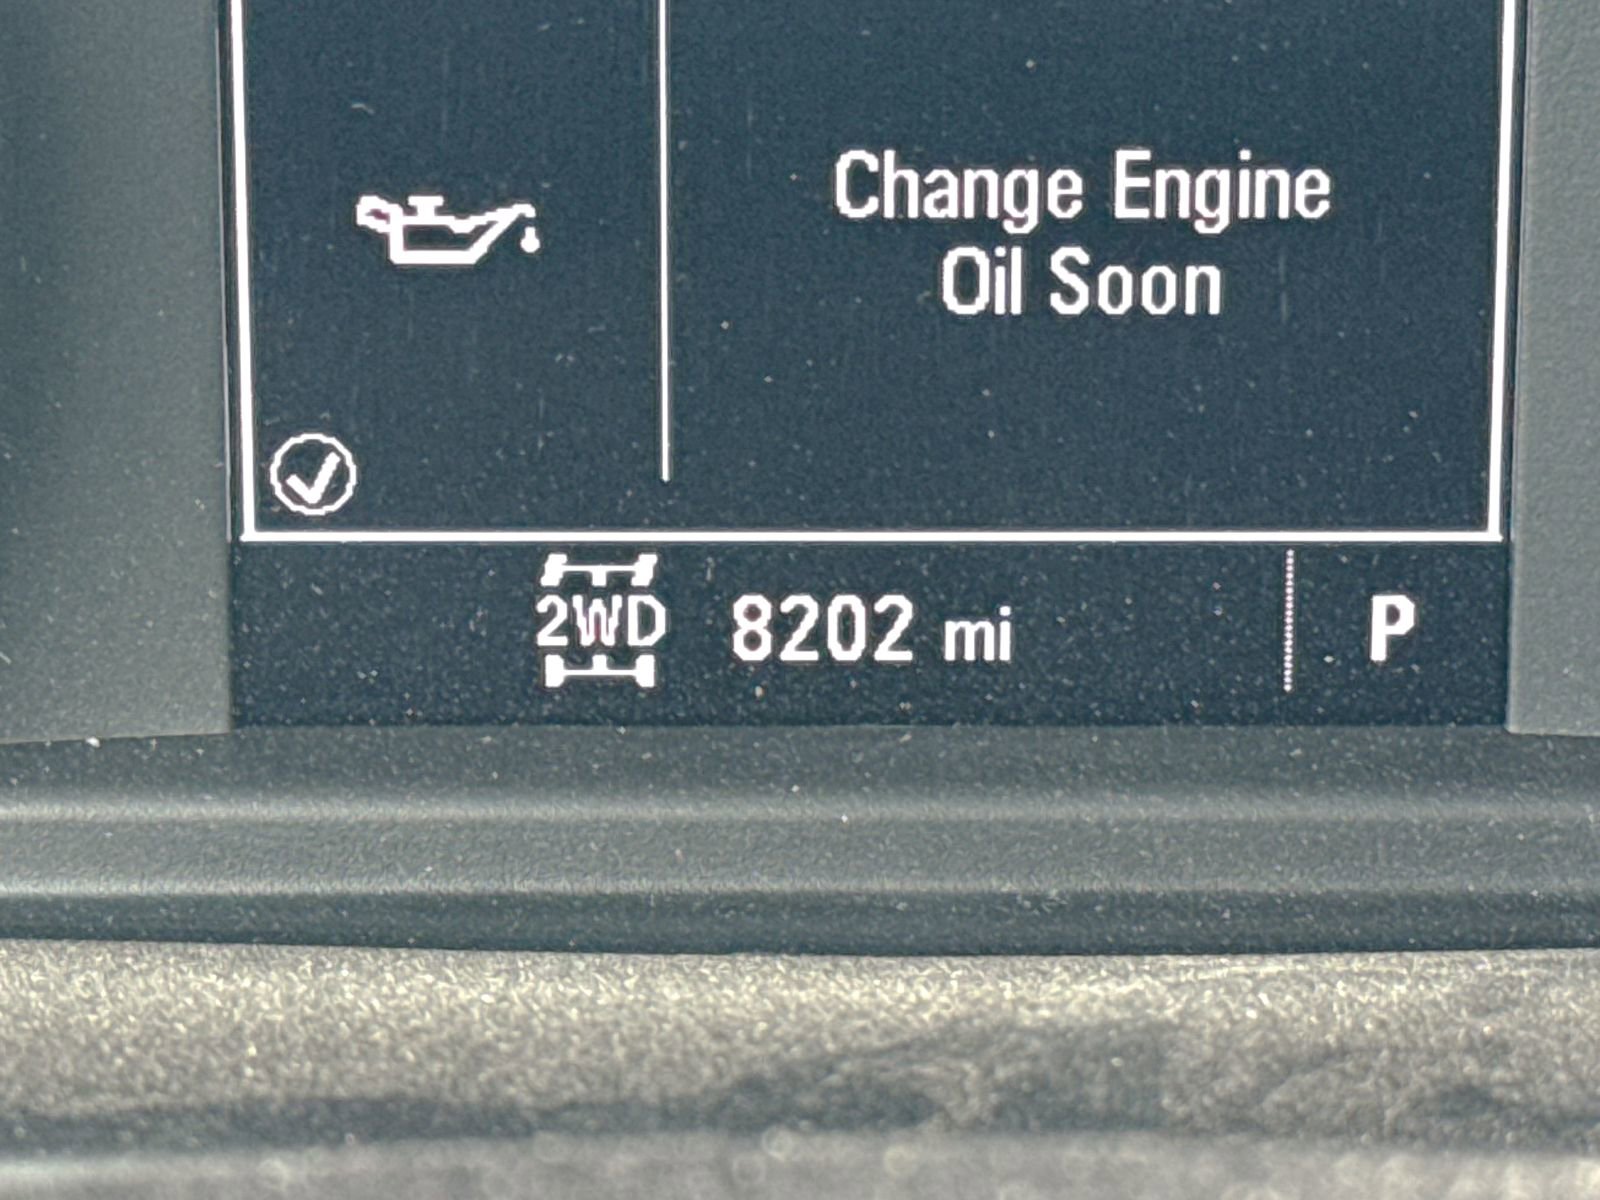 Change Engine
Oil Soon
2WD 8202 mi P